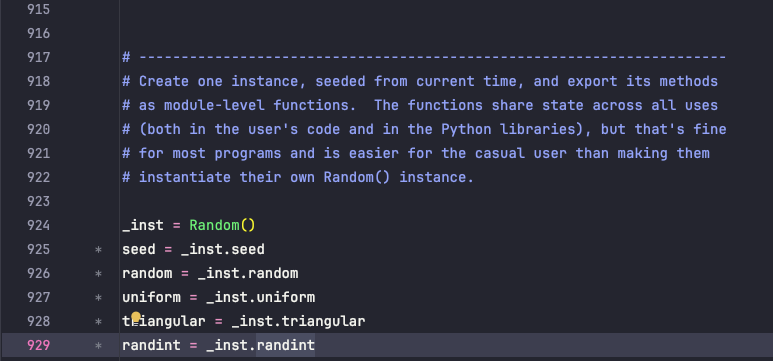 915
916
917 # ----------------------------------------------------------------------
918 # Create one instance, seeded from current time, and export its methods
919 # as module-level functions.  The functions share state across all uses
920 # (both in the user's code and in the Python libraries), but that's fine
921 # for most programs and is easier for the casual user than making them
922 # instantiate their own Random() instance.
923
924 _inst = Random()
925 * seed = _inst.seed
926 * random = _inst.random
927 * uniform = _inst.uniform
928 * triangular = _inst.triangular
929 * randint = _inst.randint